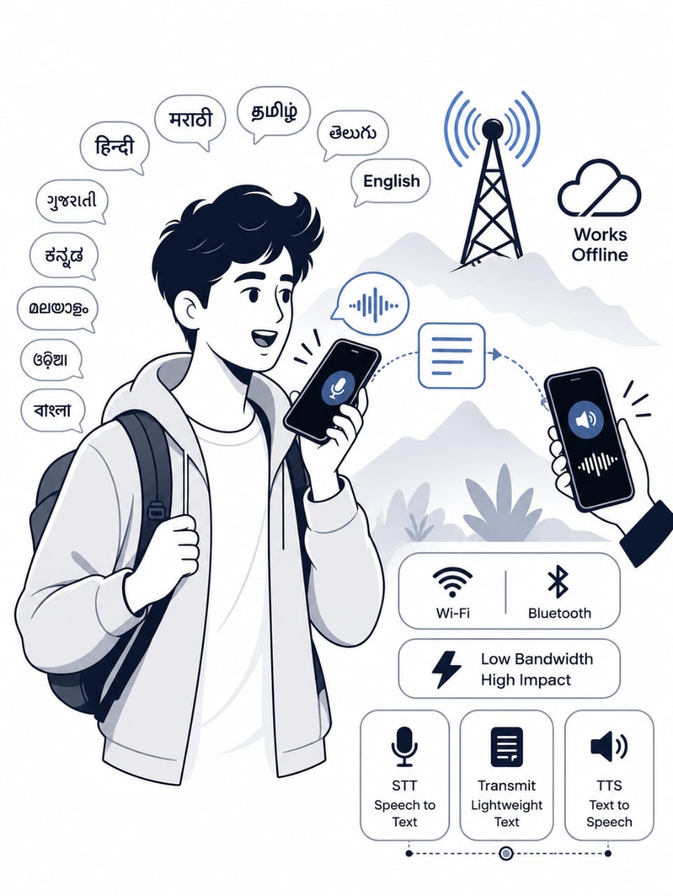 मराठी
தமிழ்
తెలుగు
हिन्दी
English
ગુજરાતી
ಕನ್ನಡ
മലയാളം
ଓଡ଼ିଆ
বাংলা
Works
Offline
Wi-Fi
Bluetooth
Low Bandwidth
High Impact
STT
Speech to
Text
Transmit
Lightweight
Text
TTS
Text to
Speech